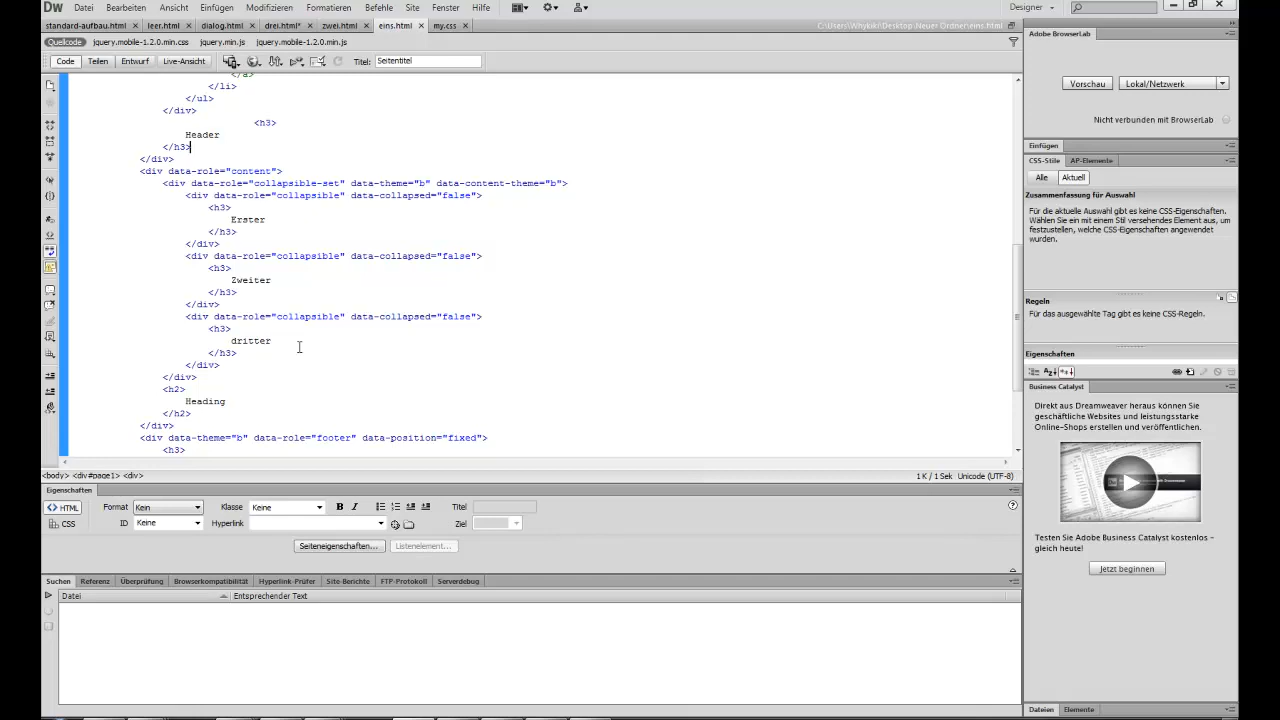 DW Datei Bearbeiten Ansicht Einfügen Modifizieren Formatieren Befehle Site Fenster Hilfe Designer
standard-aufbau.html × leer.html × dialog.html × drei.html* × zwei.html × eins.html × my.css × C:\Users\Whykiki\Desktop\Neuer Ordner\eins.html
Quellcode jquery.mobile-1.2.0.min.css jquery.min.js jquery.mobile-1.2.0.min.js
Code Teilen Entwurf Live-Ansicht Titel: Seitentitel
</a>
</li>
</ul>
</div>
<h3>
Header
</h3>
</div>
<div data-role="content">
<div data-role="collapsible-set" data-theme="b" data-content-theme="b">
<div data-role="collapsible" data-collapsed="false">
<h3>
Erster
</h3>
</div>
<div data-role="collapsible" data-collapsed="false">
<h3>
Zweiter
</h3>
</div>
<div data-role="collapsible" data-collapsed="false">
<h3>
dritter
</h3>
</div>
</div>
<h2>
Heading
</h2>
</div>
<div data-theme="b" data-role="footer" data-position="fixed">
<h3>
<body> <div#page1> <div> 1 K / 1 Sek Unicode (UTF-8)
Eigenschaften
<> HTML Format Kein Klasse Keine B I Titel
CSS ID Keine Hyperlink Ziel
Seiteneigenschaften... Listenelement...
Suchen Referenz Überprüfung Browserkompatibilität Hyperlink-Prüfer Site-Berichte FTP-Protokoll Serverdebug
Datei Entsprechender Text
Adobe BrowserLab
Vorschau Lokal/Netzwerk
Nicht verbunden mit BrowserLab
Einfügen
CSS-Stile AP-Elemente
Alle Aktuell
Zusammenfassung für Auswahl
Für die aktuelle Auswahl gibt es keine CSS-Eigenschaften.
Wählen Sie ein mit einem Stil versehendes Element aus, um
festzustellen, welche CSS-Eigenschaften angewendet
wurden.
Regeln
Für das ausgewählte Tag gibt es keine CSS-Regeln.
Eigenschaften
Business Catalyst
Direkt aus Dreamweaver heraus können Sie
geschäftliche Websites und leistungsstarke
Online-Shops erstellen und veröffentlichen.
Testen Sie Adobe Business Catalyst kostenlos –
gleich heute!
Jetzt beginnen
Dateien Elemente